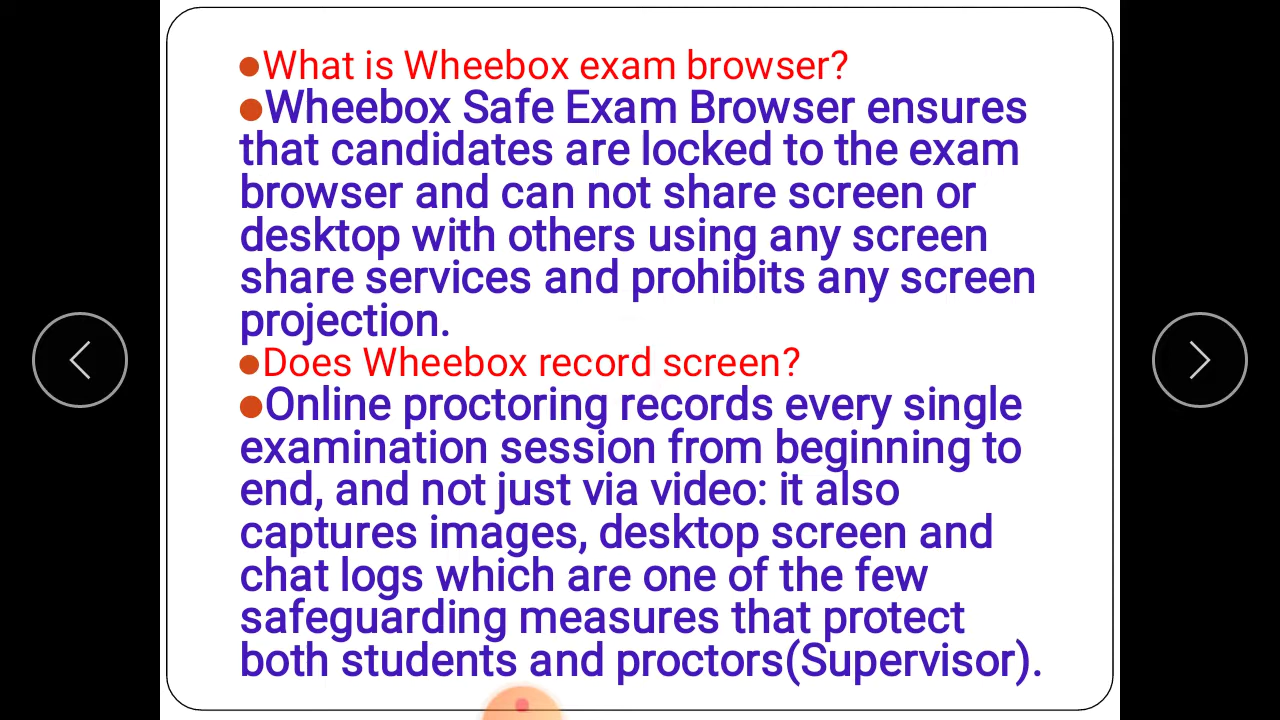 ●What is Wheebox exam browser?
●Wheebox Safe Exam Browser ensures
that candidates are locked to the exam
browser and can not share screen or
desktop with others using any screen
share services and prohibits any screen
projection.
●Does Wheebox record screen?
●Online proctoring records every single
examination session from beginning to
end, and not just via video: it also
captures images, desktop screen and
chat logs which are one of the few
safeguarding measures that protect
both students and proctors(Supervisor).